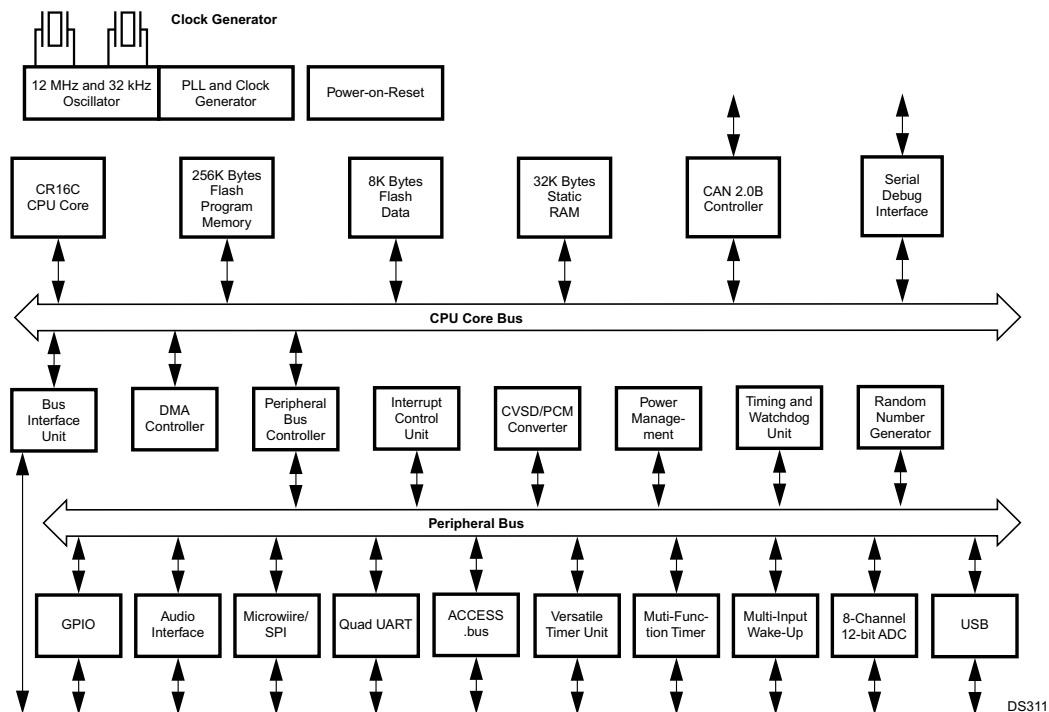 Clock Generator
12 MHz and 32 kHz
Oscillator
PLL and Clock
Generator
Power-on-Reset
CR16C
CPU Core
256K Bytes
Flash
Program
Memory
8K Bytes
Flash
Data
32K Bytes
Static
RAM
CAN 2.0B
Controller
Serial
Debug
Interface
CPU Core Bus
Bus
Interface
Unit
DMA
Controller
Peripheral
Bus
Controller
Interrupt
Control
Unit
CVSD/PCM
Converter
Power
Manage-
ment
Timing and
Watchdog
Unit
Random
Number
Generator
Peripheral Bus
GPIO
Audio
Interface
Microwiire/
SPI
Quad UART
ACCESS
.bus
Versatile
Timer Unit
Muti-Func-
tion Timer
Multi-Input
Wake-Up
8-Channel
12-bit ADC
USB
DS311